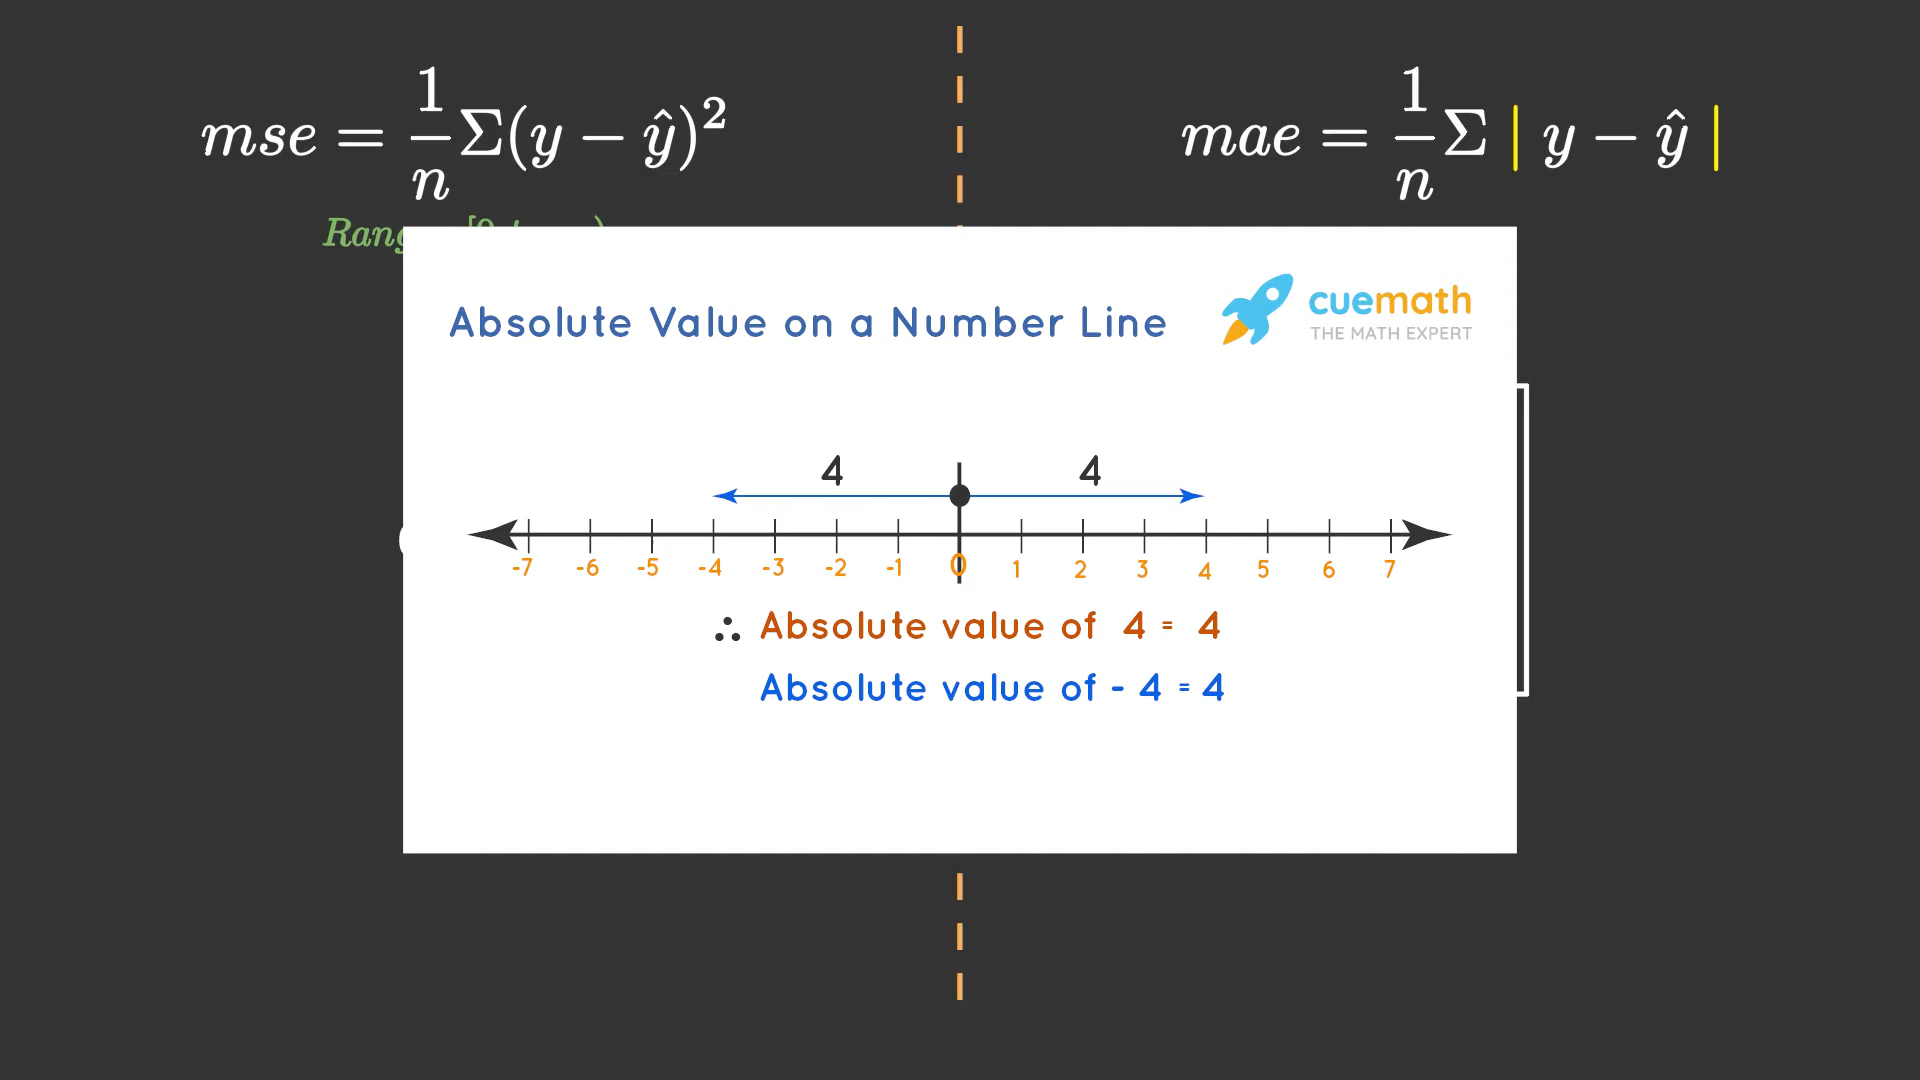 mse = 1/n Σ(y − ŷ)²
mae = 1/n Σ | y − ŷ |
Absolute Value on a Number Line
cuemath
THE MATH EXPERT
4 4
-7 -6 -5 -4 -3 -2 -1 0 1 2 3 4 5 6 7
∴ Absolute value of 4 = 4
Absolute value of - 4 = 4